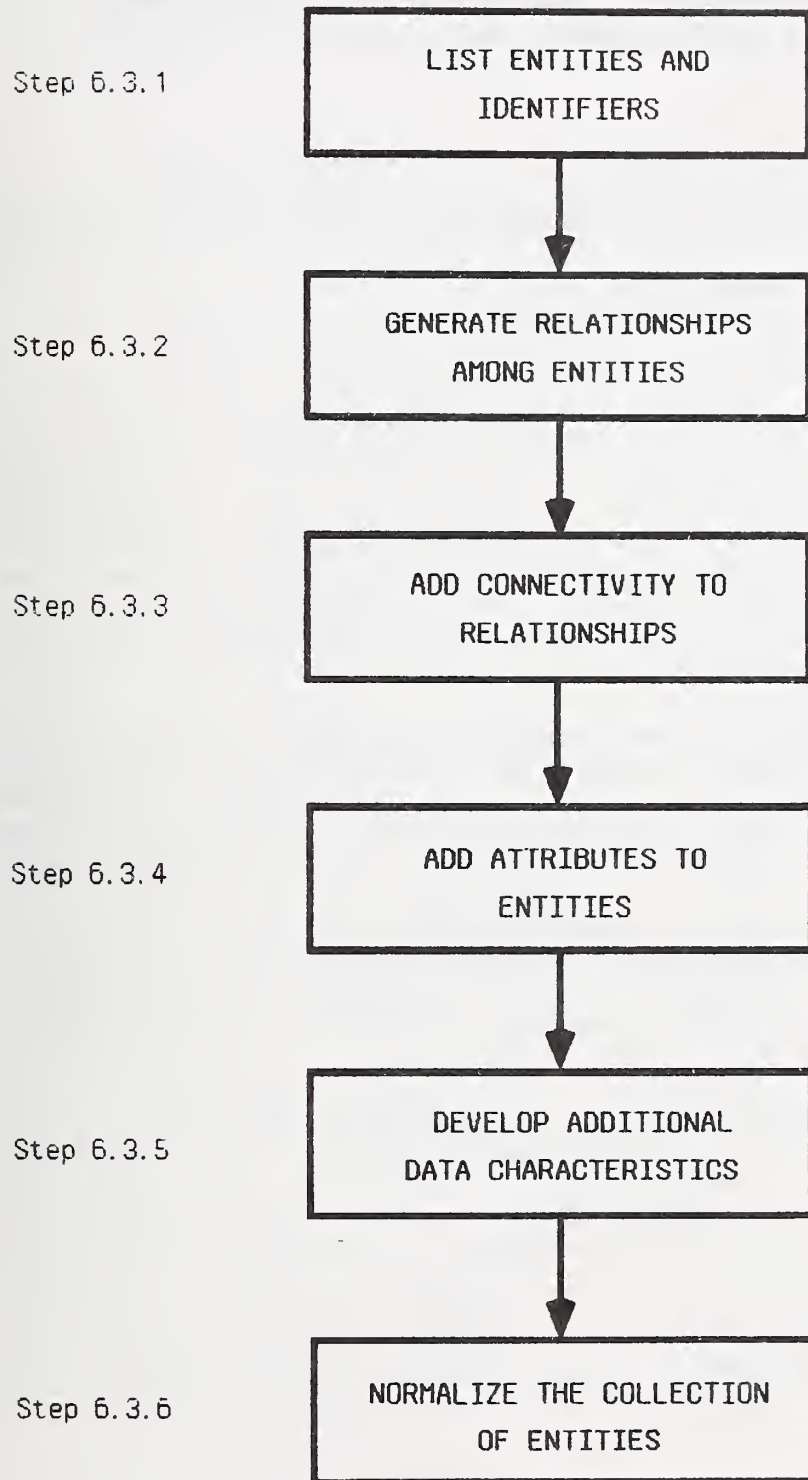 Step 6.3.1
LIST ENTITIES AND
IDENTIFIERS
Step 6.3.2
GENERATE RELATIONSHIPS
AMONG ENTITIES
Step 6.3.3
ADD CONNECTIVITY TO
RELATIONSHIPS
Step 6.3.4
ADD ATTRIBUTES TO
ENTITIES
Step 6.3.5
DEVELOP ADDITIONAL
DATA CHARACTERISTICS
Step 6.3.6
NORMALIZE THE COLLECTION
OF ENTITIES